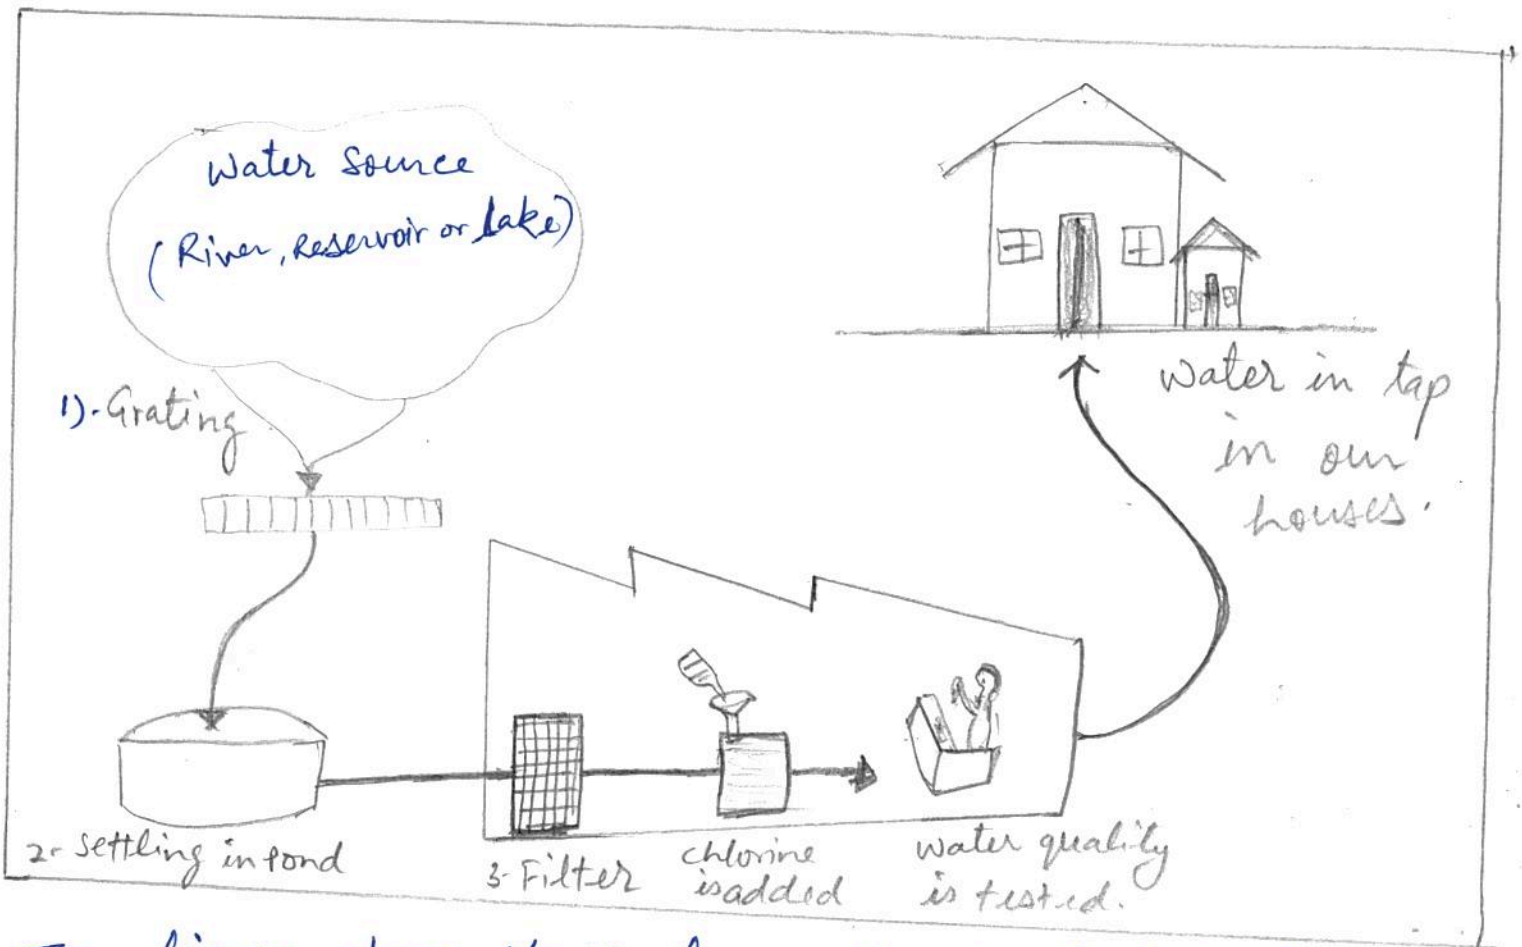 Water Source
(River, Reservoir or Lake)
1). Grating
Water in tap
in our
houses.
2- Settling in Pond
3- Filter
chlorine
is added
water quality
is tested.